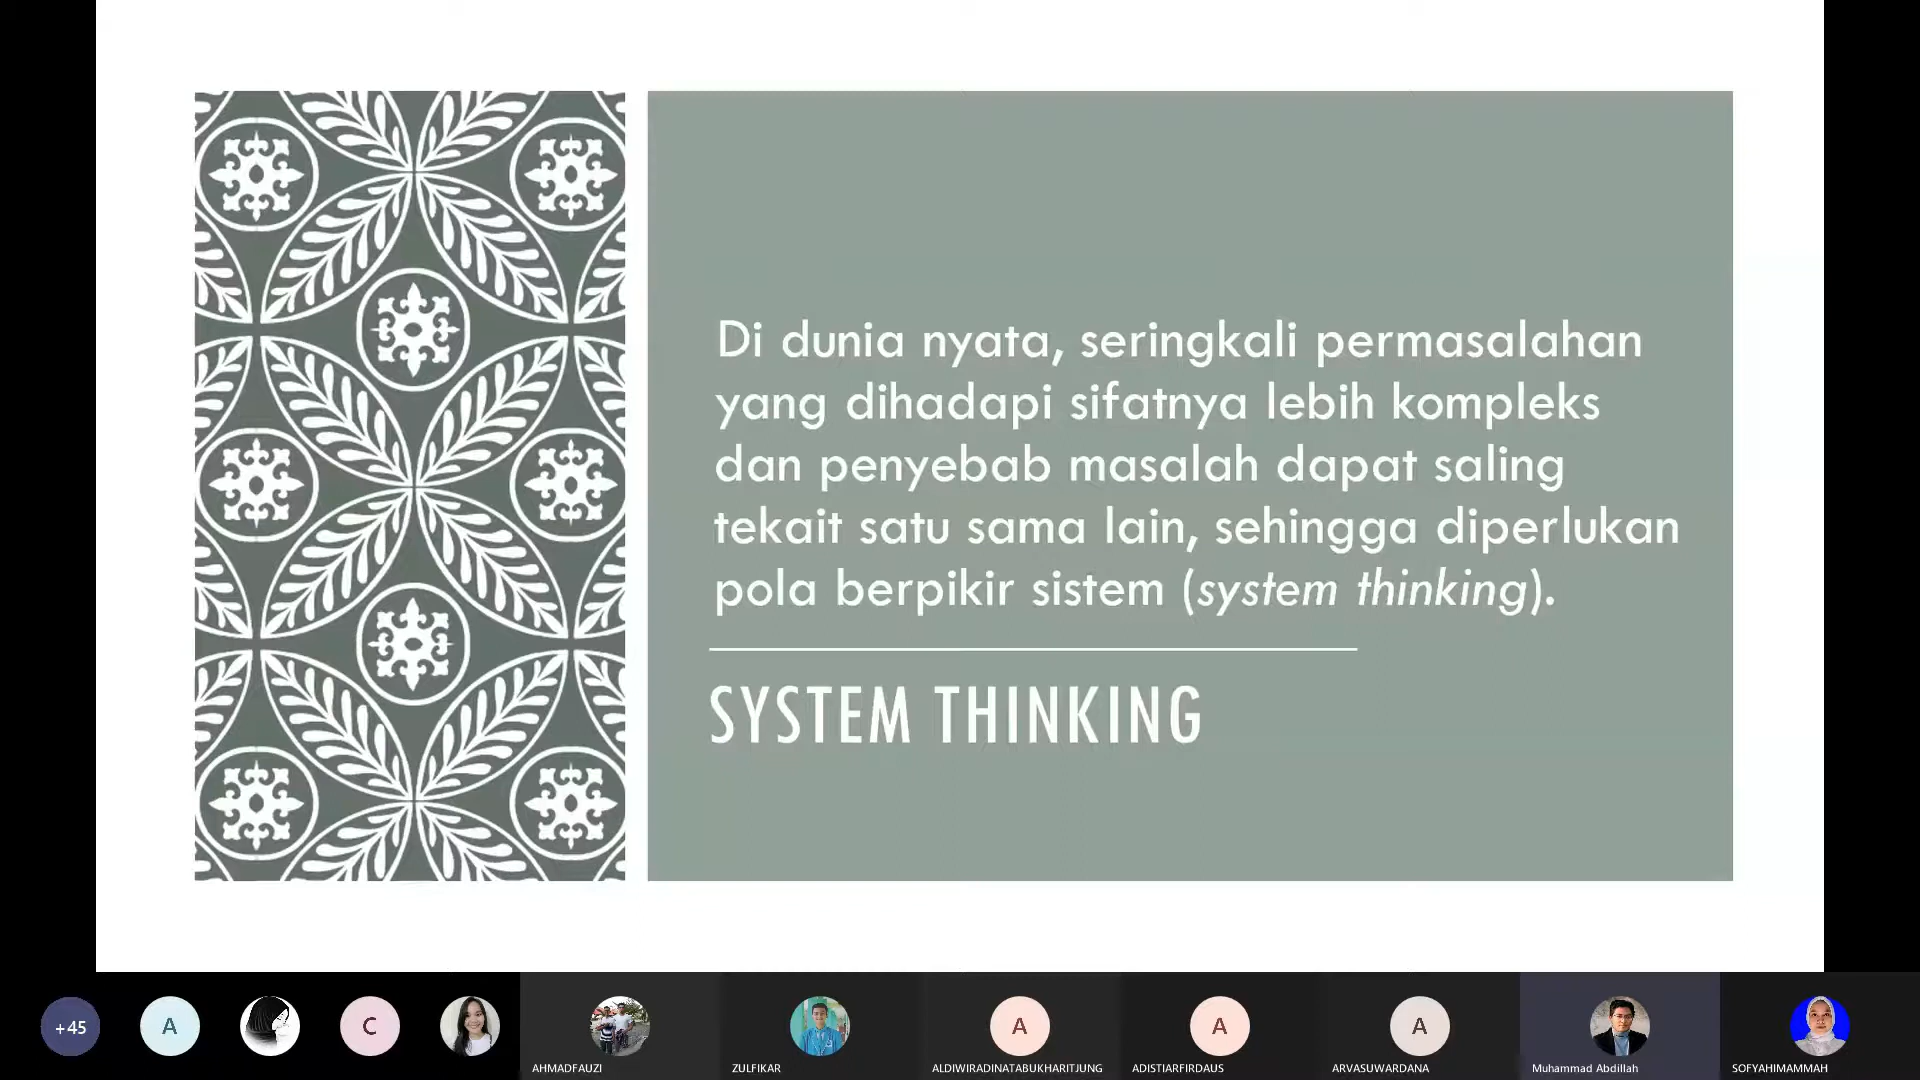 Di dunia nyata, seringkali permasalahan
yang dihadapi sifatnya lebih kompleks
dan penyebab masalah dapat saling
tekait satu sama lain, sehingga diperlukan
pola berpikir sistem (system thinking).
SYSTEM THINKING
+45
A
C
A
A
A
AHMADFAUZI
ZULFIKAR
ALDIWIRADINATABUKHARITJUNG
ADISTIARFIRDAUS
ARVASUWARDANA
Muhammad Abdillah
SOFYAHIMAMMAH